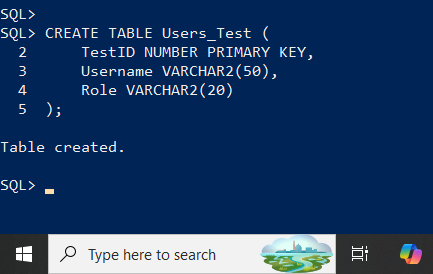 SQL>
SQL> CREATE TABLE Users_Test (
  2      TestID NUMBER PRIMARY KEY,
  3      Username VARCHAR2(50),
  4      Role VARCHAR2(20)
  5  );

Table created.

SQL>
Type here to search